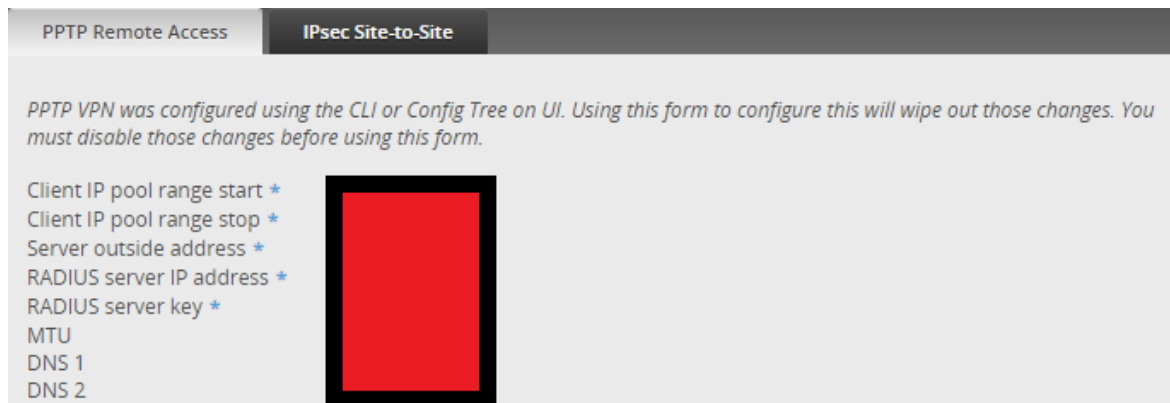 PPTP Remote Access
IPsec Site-to-Site
PPTP VPN was configured using the CLI or Config Tree on UI. Using this form to configure this will wipe out those changes. You
must disable those changes before using this form.
Client IP pool range start *
Client IP pool range stop *
Server outside address *
RADIUS server IP address *
RADIUS server key *
MTU
DNS 1
DNS 2